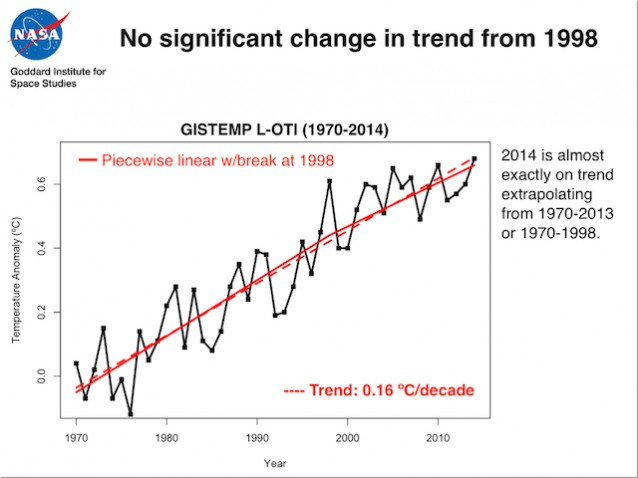 NASA
No significant change in trend from 1998
Goddard Institute for
Space Studies
GISTEMP L-OTI (1970-2014)
Piecewise linear w/break at 1998
2014 is almost
exactly on trend
extrapolating
from 1970-2013
or 1970-1998.
Temperature Anomaly (ºC)
0.6
0.4
0.2
0.0
---- Trend: 0.16 ºC/decade
1970 1980 1990 2000 2010
Year